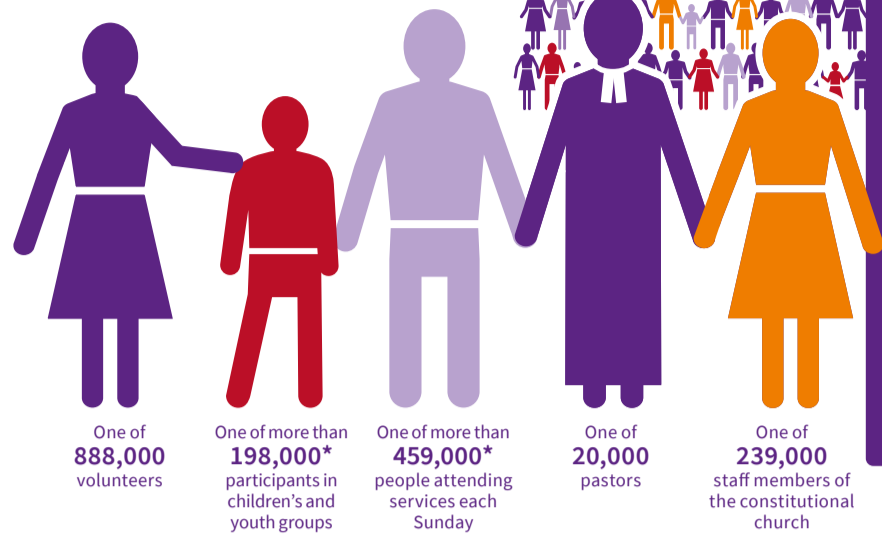 One of
888,000
volunteers
One of more than
198,000*
participants in
children’s and
youth groups
One of more than
459,000*
people attending
services each
Sunday
One of
20,000
pastors
One of
239,000
staff members of
the constitutional
church